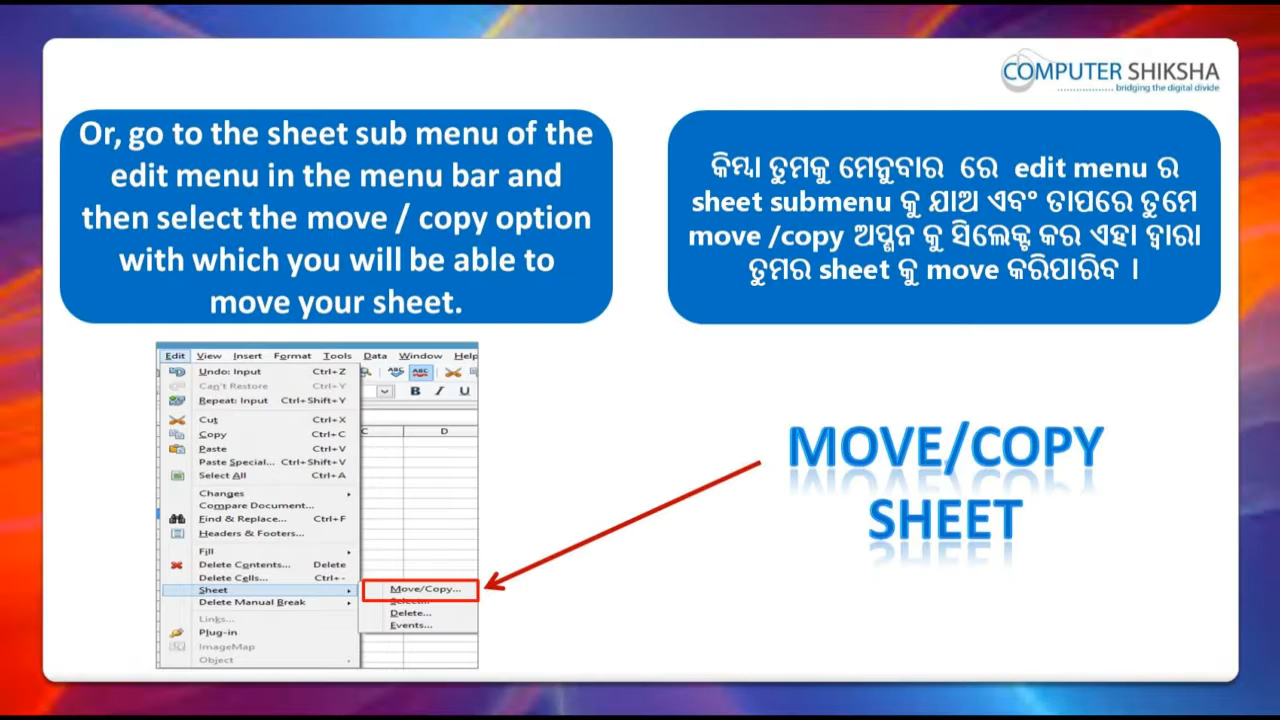 COMPUTER SHIKSHA
bridging the digital divide
Or, go to the sheet sub menu of the
edit menu in the menu bar and
then select the move / copy option
with which you will be able to
move your sheet.
କିମ୍ବା ତୁମକୁ ମେନୁବାର ରେ edit menu ର
sheet submenu କୁ ଯାଅ ଏବଂ ତାପରେ ତୁମେ
move /copy ଅପ୍ଶନ କୁ ସିଲେକ୍ଟ କର ଏହା ଦ୍ୱାରା
ତୁମର sheet କୁ move କରିପାରିବ ।
Edit View Insert Format Tools Data Window Help
Undo: Input Ctrl+Z
Can't Restore Ctrl+Y
Repeat: Input Ctrl+Shift+Y
B I U
Cut Ctrl+X
Copy Ctrl+C
C D
Paste Ctrl+V
Paste Special... Ctrl+Shift+V
Select All Ctrl+A
Changes
Compare Document...
Find & Replace... Ctrl+F
Headers & Footers...
Fill
Delete Contents... Delete
Delete Cells... Ctrl+-
Sheet
Delete Manual Break
Links...
Plug-in
ImageMap
Object
Move/Copy...
Select...
Delete...
Events...
MOVE/COPY
SHEET